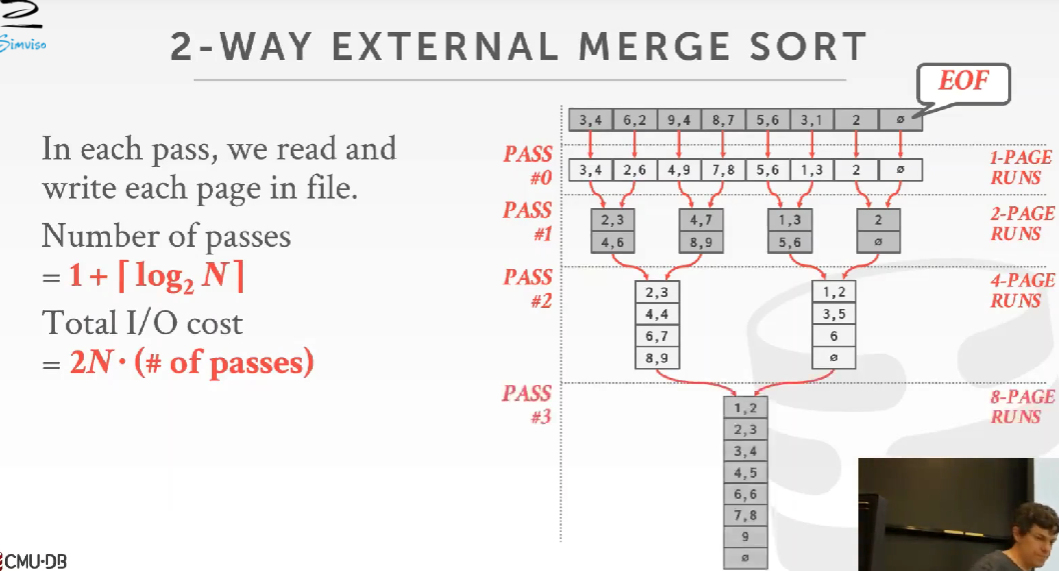 Simviso
2-WAY EXTERNAL MERGE SORT
EOF
In each pass, we read and
write each page in file.
Number of passes
= 1 + ⌈ log₂ N ⌉
Total I/O cost
= 2N · (# of passes)
3,4 6,2 9,4 8,7 5,6 3,1 2 ∅
PASS #0
3,4 2,6 4,9 7,8 5,6 1,3 2 ∅
1-PAGE RUNS
PASS #1
2,3 4,7 1,3 2
4,6 8,9 5,6 ∅
2-PAGE RUNS
PASS #2
2,3 1,2
4,4 3,5
6,7 6
8,9 ∅
4-PAGE RUNS
PASS #3
1,2
2,3
3,4
4,5
6,6
7,8
9
∅
8-PAGE RUNS
CMU·DB